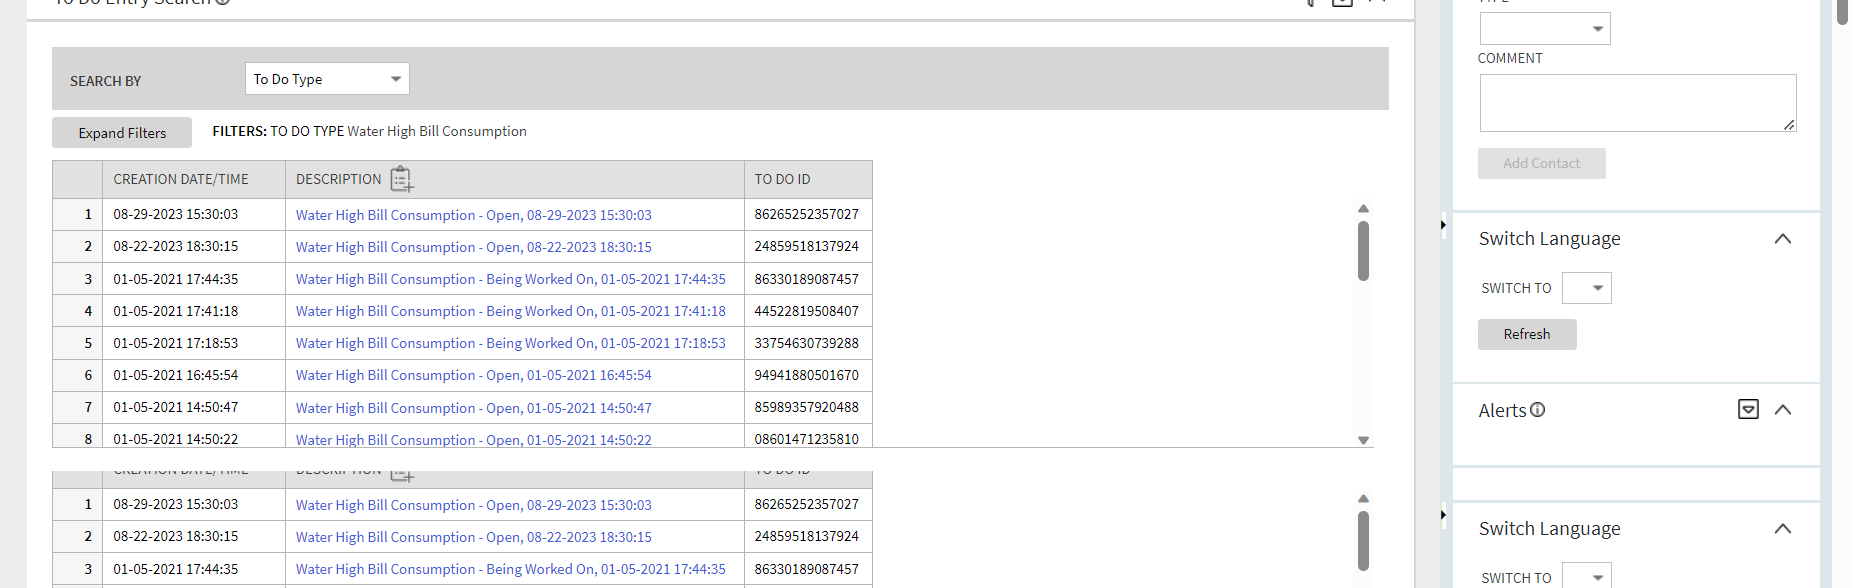 To Do Entry Search
TYPE
SEARCH BY To Do Type
COMMENT
Expand Filters FILTERS: TO DO TYPE Water High Bill Consumption
Add Contact
CREATION DATE/TIME DESCRIPTION TO DO ID
1 08-29-2023 15:30:03 Water High Bill Consumption - Open, 08-29-2023 15:30:03 86265252357027
2 08-22-2023 18:30:15 Water High Bill Consumption - Open, 08-22-2023 18:30:15 24859518137924
3 01-05-2021 17:44:35 Water High Bill Consumption - Being Worked On, 01-05-2021 17:44:35 86330189087457
4 01-05-2021 17:41:18 Water High Bill Consumption - Being Worked On, 01-05-2021 17:41:18 44522819508407
5 01-05-2021 17:18:53 Water High Bill Consumption - Being Worked On, 01-05-2021 17:18:53 33754630739288
6 01-05-2021 16:45:54 Water High Bill Consumption - Open, 01-05-2021 16:45:54 94941880501670
7 01-05-2021 14:50:47 Water High Bill Consumption - Open, 01-05-2021 14:50:47 85989357920488
8 01-05-2021 14:50:22 Water High Bill Consumption - Open, 01-05-2021 14:50:22 08601471235810
Switch Language
SWITCH TO
Refresh
Alerts
CREATION DATE/TIME DESCRIPTION TO DO ID
1 08-29-2023 15:30:03 Water High Bill Consumption - Open, 08-29-2023 15:30:03 86265252357027
2 08-22-2023 18:30:15 Water High Bill Consumption - Open, 08-22-2023 18:30:15 24859518137924
3 01-05-2021 17:44:35 Water High Bill Consumption - Being Worked On, 01-05-2021 17:44:35 86330189087457
Switch Language
SWITCH TO